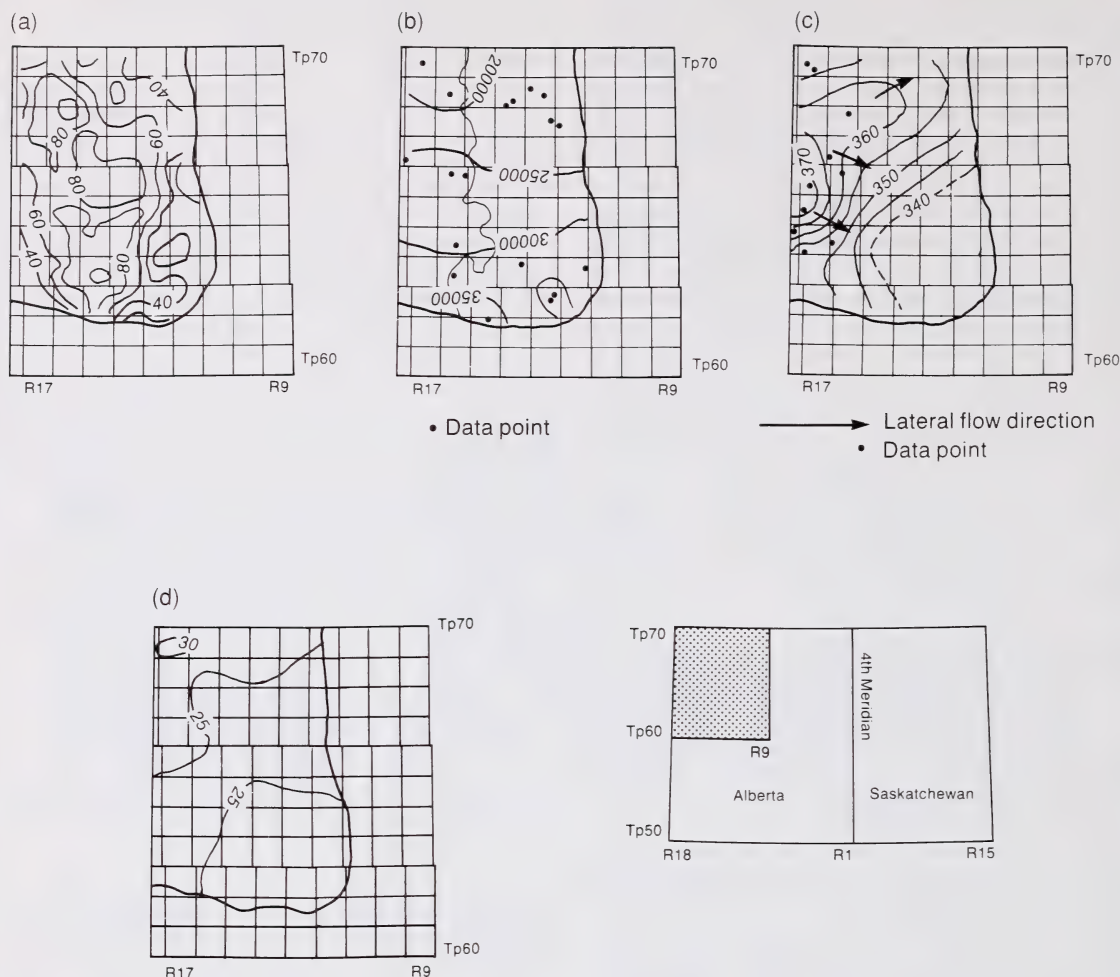 (a)
Tp70
40
80
60
80
60
40
80
40
Tp60
R17 R9
(b)
Tp70
20000
25000
30000
35000
Tp60
R17 R9
• Data point
(c)
Tp70
360
370
350
340
Tp60
R17 R9
Lateral flow direction
• Data point
(d)
Tp70
30
25
25
Tp60
R17 R9
Tp70
4th Meridian
Tp60
R9
Alberta Saskatchewan
Tp50
R18 R1 R15